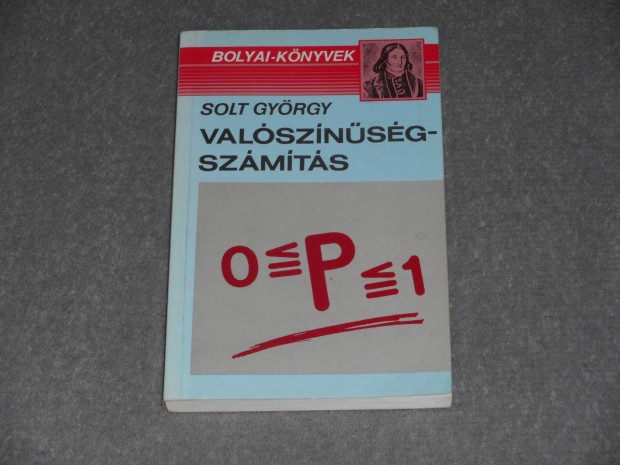 BOLYAI-KÖNYVEK
SOLT GYÖRGY
VALÓSZÍNŰSÉG-
SZÁMÍTÁS
0≦P≦1